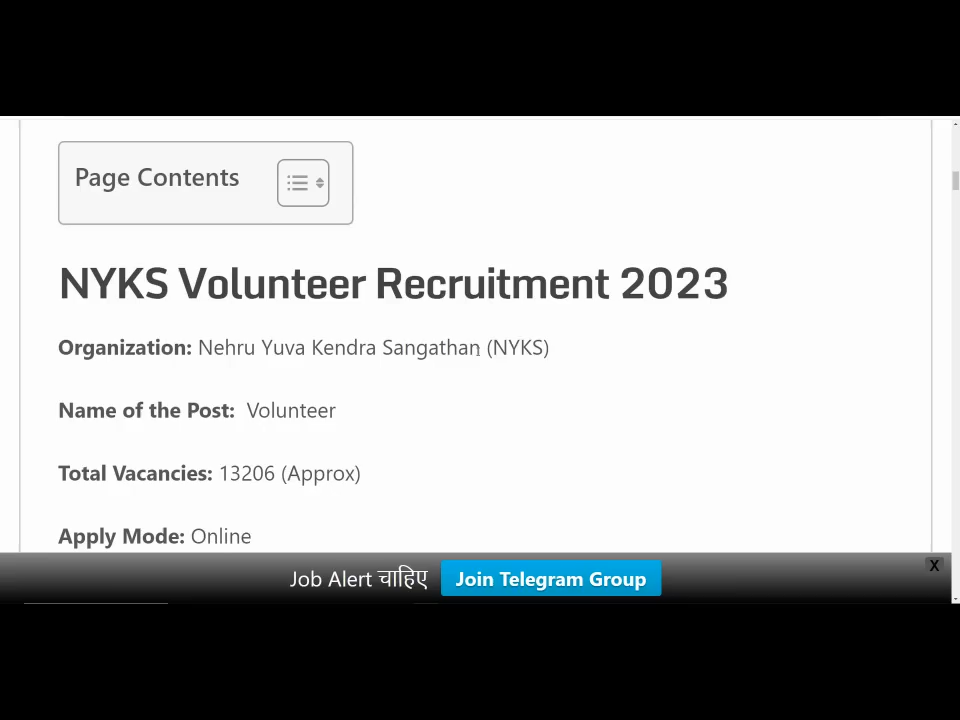 Page Contents
NYKS Volunteer Recruitment 2023
Organization: Nehru Yuva Kendra Sangathan (NYKS)
Name of the Post: Volunteer
Total Vacancies: 13206 (Approx)
Apply Mode: Online
Job Alert चाहिए Join Telegram Group
X